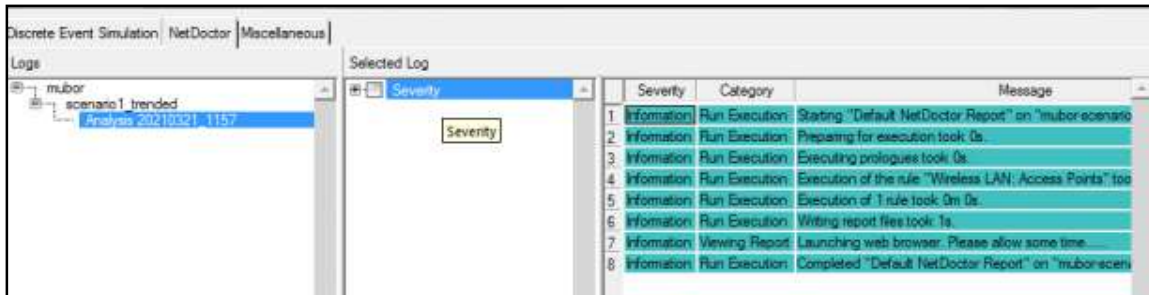 Discrete Event Simulation NetDoctor Miscellaneous
Logs Selected Log
mubor
scenario1_trended
Analysis 20210321_1157
Severity
Severity
Severity Category Message
1 Information Run Execution Starting "Default NetDoctor Report" on "mubor-scenario
2 Information Run Execution Preparing for execution took 0s.
3 Information Run Execution Executing prologues took 0s.
4 Information Run Execution Execution of the rule "Wireless LAN: Access Points" too
5 Information Run Execution Execution of 1 rule took 0m 0s.
6 Information Run Execution Writing report files took 1s.
7 Information Viewing Report Launching web browser. Please allow some time.....
8 Information Run Execution Completed "Default NetDoctor Report" on "mubor-scen